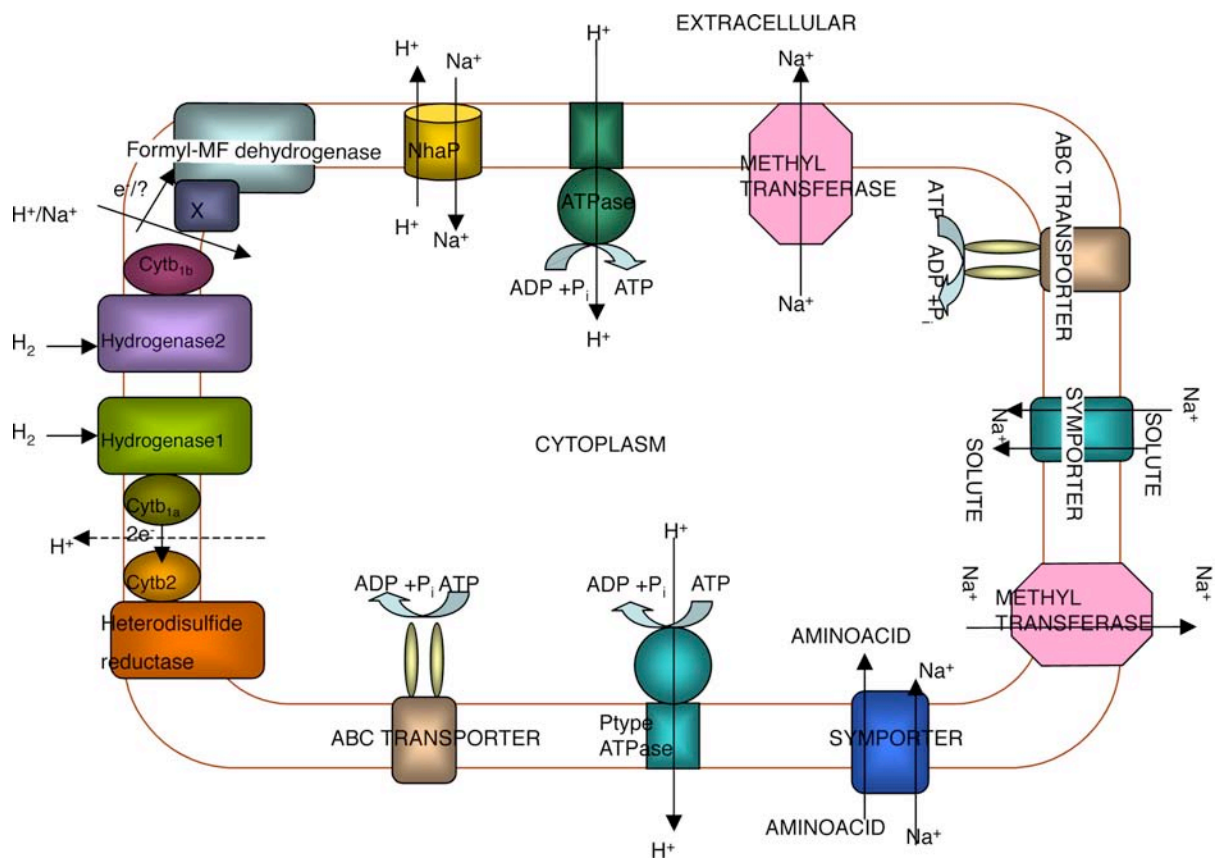 EXTRACELLULAR
H⁺
Na⁺
H⁺
Na⁺
Formyl-MF dehydrogenase
NhaP
METHYL
TRANSFERASE
ABC TRANSPORTER
e⁻/?
H⁺/Na⁺
X
ATPase
H⁺
Na⁺
ATP
ADP +Pᵢ
Cytb₁b
ADP +Pᵢ
ATP
Na⁺
H⁺
H₂
Hydrogenase2
H₂
Hydrogenase1
CYTOPLASM
Na⁺
Na⁺
SYMPORTER
SOLUTE
SOLUTE
Cytb₁a
2e⁻
H⁺
Cytb2
H⁺
Na⁺
Na⁺
METHYL
TRANSFERASE
ADP +Pᵢ
ATP
ADP +Pᵢ
ATP
Heterodisulfide
reductase
AMINOACID
Na⁺
ABC TRANSPORTER
Ptype
ATPase
SYMPORTER
H⁺
AMINOACID
Na⁺